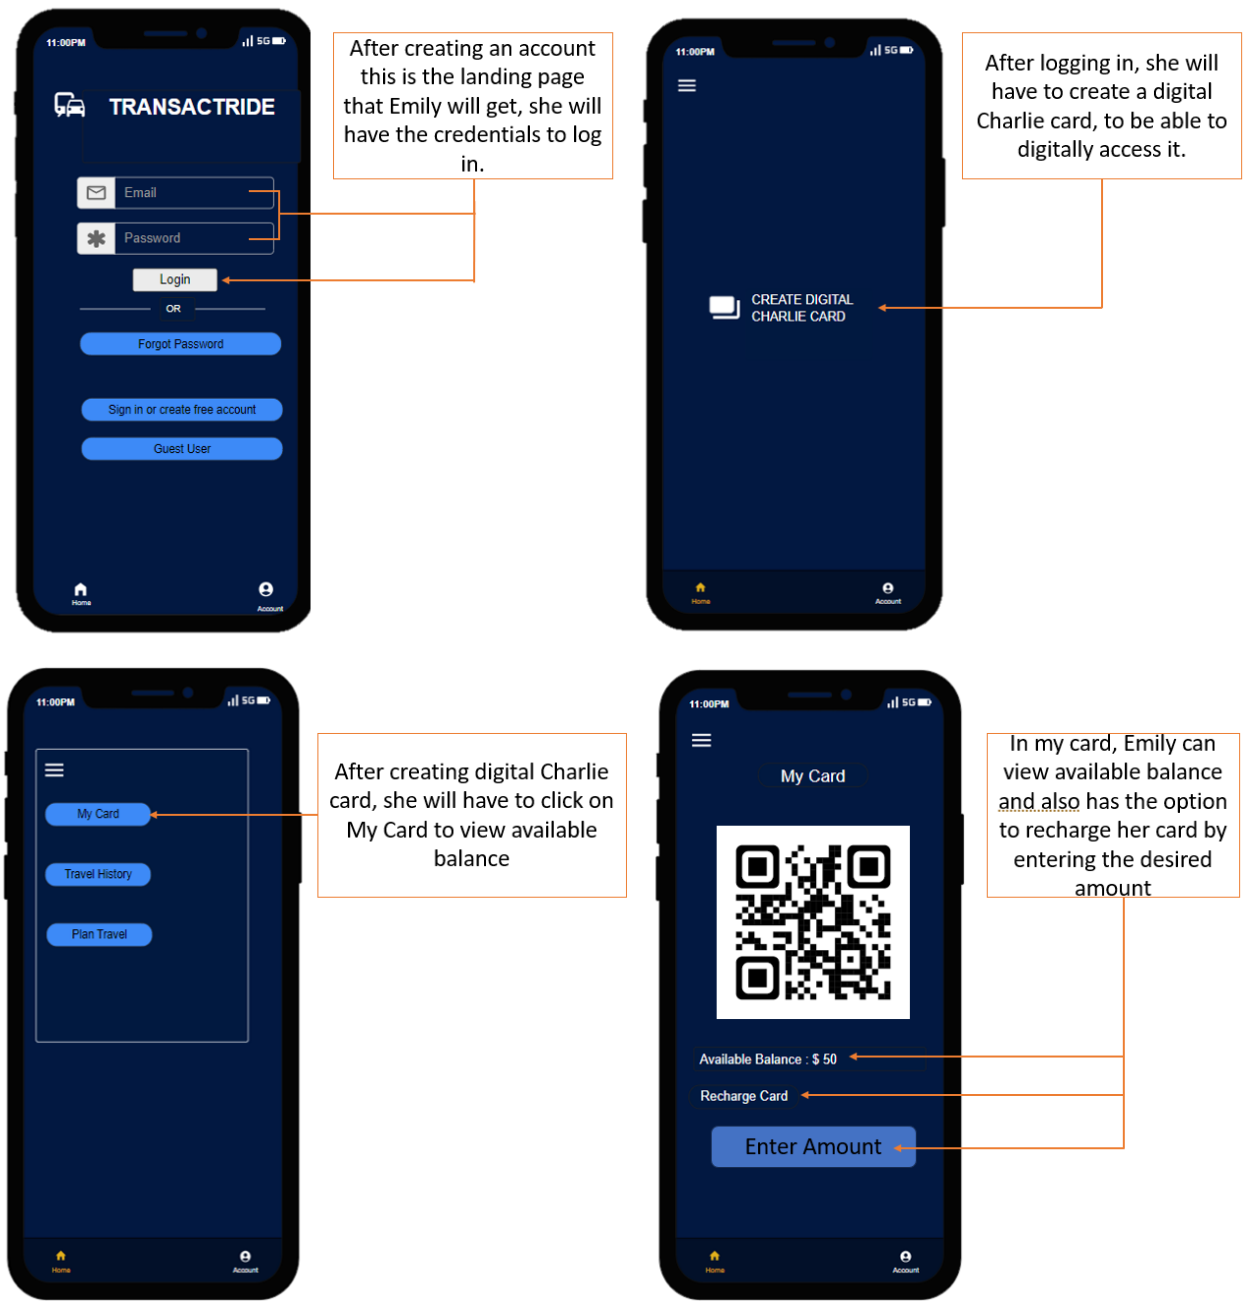 11:00PM
5G
TRANSACTRIDE
Email
Password
Login
OR
Forgot Password
Sign in or create free account
Guest User
Home
Account
After creating an account
this is the landing page
that Emily will get, she will
have the credentials to log
in.
11:00PM
5G
CREATE DIGITAL
CHARLIE CARD
Home
Account
After logging in, she will
have to create a digital
Charlie card, to be able to
digitally access it.
11:00PM
5G
My Card
Travel History
Plan Travel
Home
Account
After creating digital Charlie
card, she will have to click on
My Card to view available
balance
11:00PM
5G
My Card
Available Balance : $ 50
Recharge Card
Enter Amount
Home
Account
In my card, Emily can
view available balance
and also has the option
to recharge her card by
entering the desired
amount